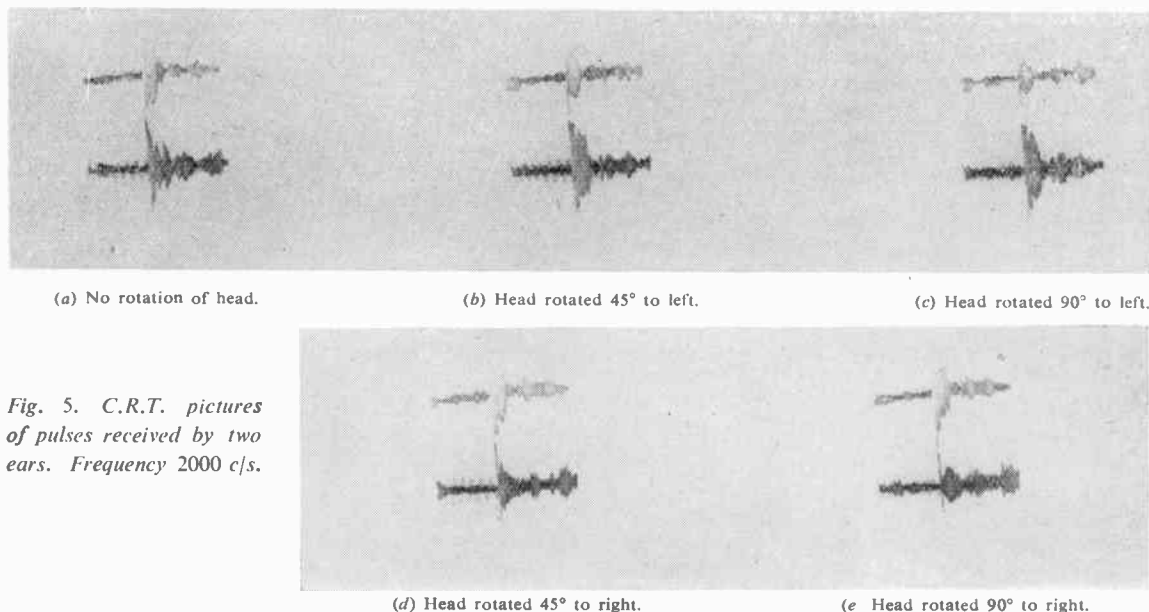 (a) No rotation of head.
(b) Head rotated 45° to left.
(c) Head rotated 90° to left.
Fig. 5. C.R.T. pictures
of pulses received by two
ears. Frequency 2000 c/s.
(d) Head rotated 45° to right.
(e Head rotated 90° to right.